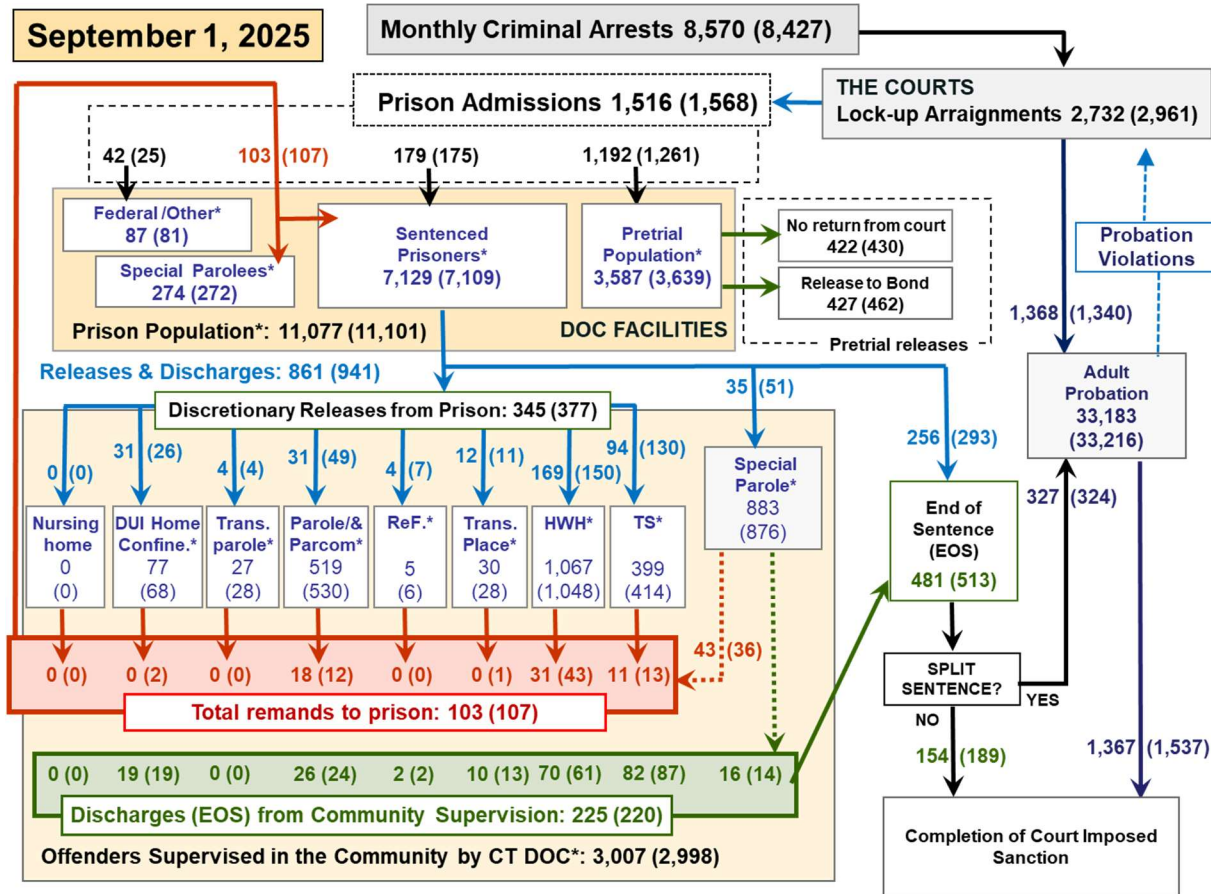 September 1, 2025
Monthly Criminal Arrests 8,570 (8,427)
THE COURTS
Lock-up Arraignments 2,732 (2,961)
Prison Admissions 1,516 (1,568)
42 (25)
103 (107)
179 (175)
1,192 (1,261)
Federal /Other*
87 (81)
Special Parolees*
274 (272)
Sentenced
Prisoners*
7,129 (7,109)
Pretrial
Population*
3,587 (3,639)
Prison Population*: 11,077 (11,101)
DOC FACILITIES
No return from court
422 (430)
Release to Bond
427 (462)
Pretrial releases
Probation
Violations
1,368 (1,340)
Adult
Probation
33,183
(33,216)
Releases & Discharges: 861 (941)
35 (51)
256 (293)
327 (324)
Discretionary Releases from Prison: 345 (377)
0 (0)
31 (26)
4 (4)
31 (49)
4 (7)
12 (11)
169 (150)
94 (130)
Nursing
home
0
(0)
DUI Home
Confine.*
77
(68)
Trans.
parole*
27
(28)
Parole/&
Parcom*
519
(530)
ReF.*
5
(6)
Trans.
Place*
30
(28)
HWH*
1,067
(1,048)
TS*
399
(414)
Special
Parole*
883
(876)
End of
Sentence
(EOS)
481 (513)
0 (0)
0 (2)
0 (0)
18 (12)
0 (0)
0 (1)
31 (43)
11 (13)
43 (36)
Total remands to prison: 103 (107)
SPLIT
SENTENCE?
YES
NO
154 (189)
1,367 (1,537)
0 (0)
19 (19)
0 (0)
26 (24)
2 (2)
10 (13)
70 (61)
82 (87)
16 (14)
Discharges (EOS) from Community Supervision: 225 (220)
Offenders Supervised in the Community by CT DOC*: 3,007 (2,998)
Completion of Court Imposed
Sanction